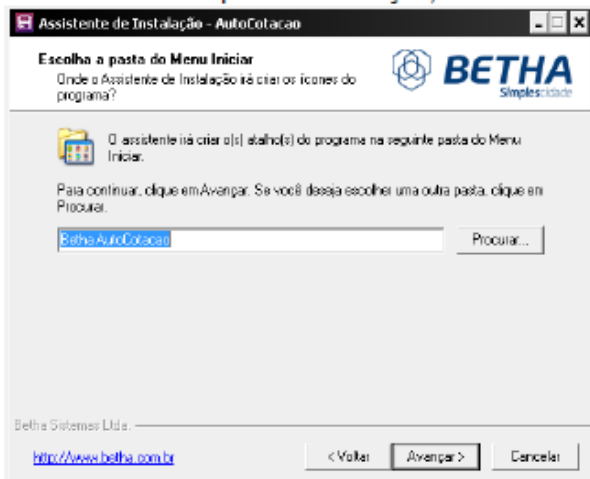 Assistente de Instalação - AutoCotacao
Escolha a pasta do Menu Iniciar
Onde o Assistente de Instalação irá criar os ícones do
programa?
BETHA
Simplescidade
O assistente irá criar o(s) atalho(s) do programa na seguinte pasta do Menu
Iniciar.
Para continuar, clique em Avançar. Se você deseja escolher uma outra pasta, clique em
Procurar.
Betha AutoCotacao
Procurar...
Betha Sistemas Ltda.
http://www.betha.com.br
< Voltar
Avançar >
Cancelar